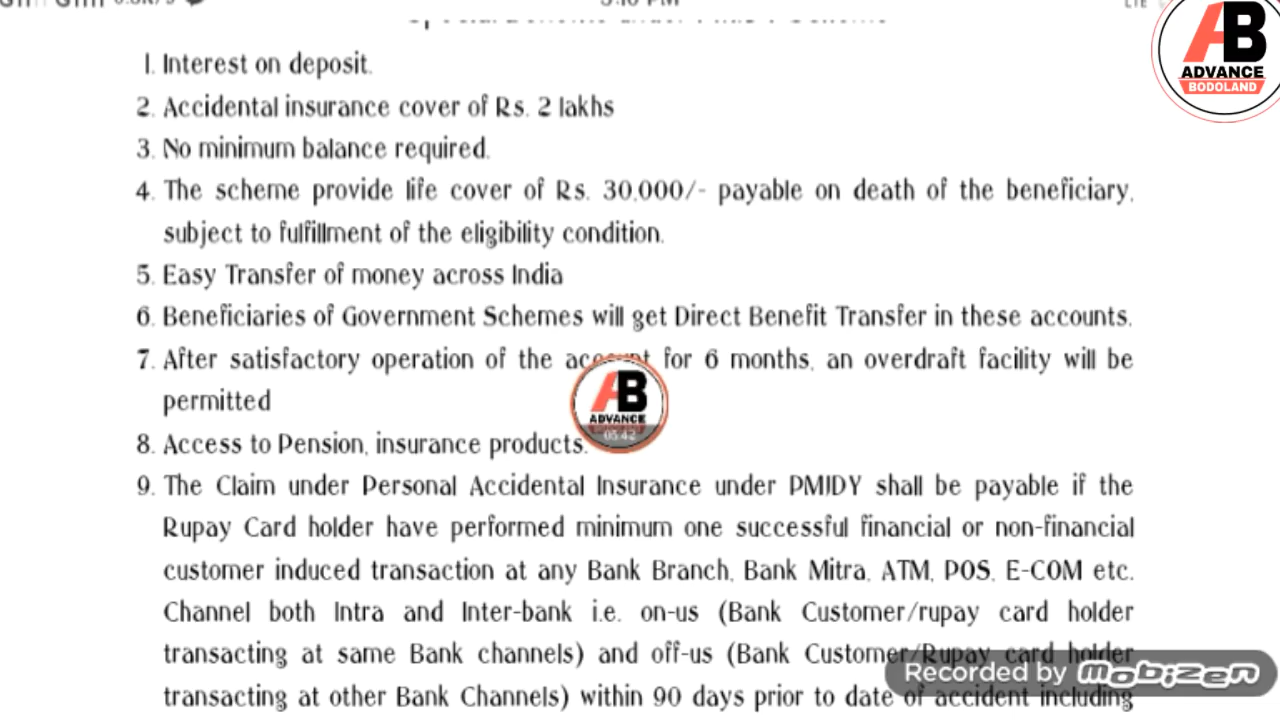 5:10 PM
LTE
AB
ADVANCE
BODOLAND
1. Interest on deposit.
2. Accidental insurance cover of Rs. 2 lakhs
3. No minimum balance required.
4. The scheme provide life cover of Rs. 30,000/- payable on death of the beneficiary,
subject to fulfillment of the eligibility condition.
5. Easy Transfer of money across India
6. Beneficiaries of Government Schemes will get Direct Benefit Transfer in these accounts.
7. After satisfactory operation of the account for 6 months, an overdraft facility will be
permitted
AB
ADVANCE
05:42
8. Access to Pension, insurance products.
9. The Claim under Personal Accidental Insurance under PMJDY shall be payable if the
Rupay Card holder have performed minimum one successful financial or non-financial
customer induced transaction at any Bank Branch, Bank Mitra, ATM, POS, E-COM etc.
Channel both Intra and Inter-bank i.e. on-us (Bank Customer/rupay card holder
transacting at same Bank channels) and off-us (Bank Customer/Rupay card holder
transacting at other Bank Channels) within 90 days prior to date of accident including
Recorded by Mobizen